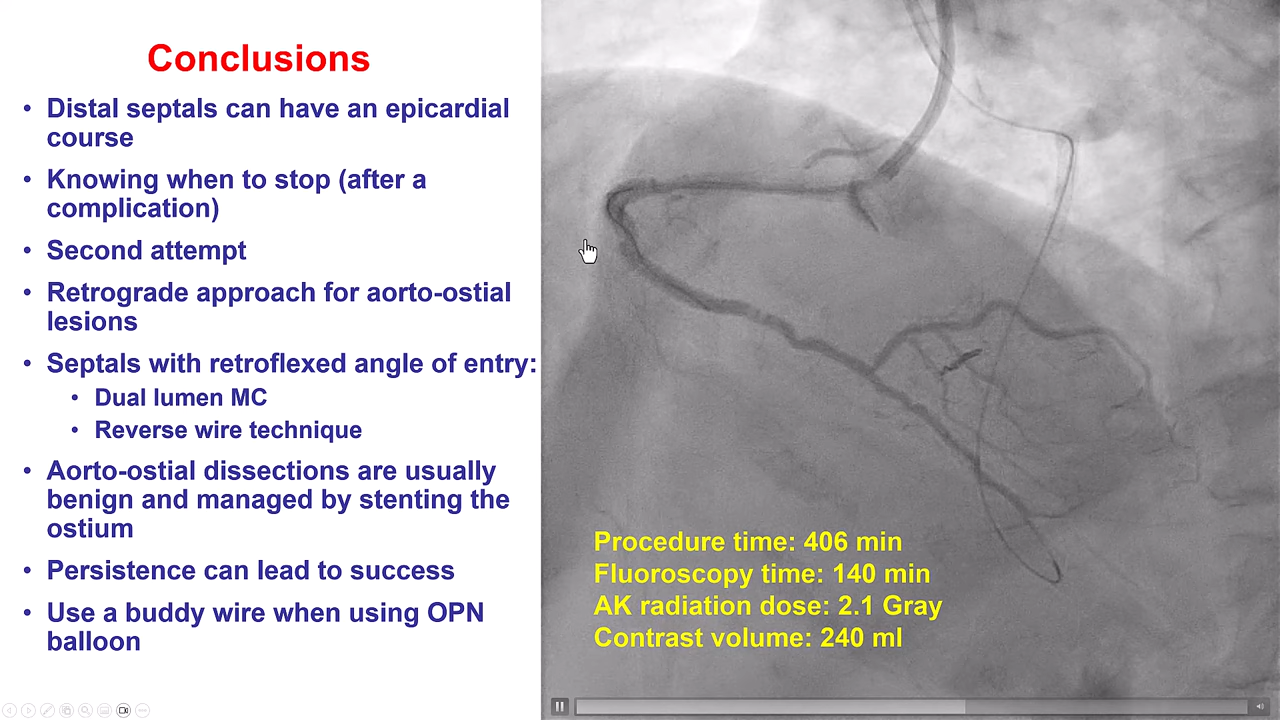 Conclusions
• Distal septals can have an epicardial
course
• Knowing when to stop (after a
complication)
• Second attempt
• Retrograde approach for aorto-ostial
lesions
• Septals with retroflexed angle of entry:
• Dual lumen MC
• Reverse wire technique
• Aorto-ostial dissections are usually
benign and managed by stenting the
ostium
• Persistence can lead to success
• Use a buddy wire when using OPN
balloon
Procedure time: 406 min
Fluoroscopy time: 140 min
AK radiation dose: 2.1 Gray
Contrast volume: 240 ml